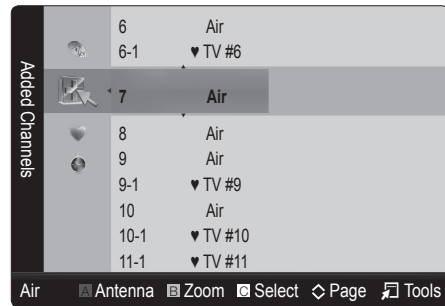 Added Channels
6 Air
6-1 ♥ TV #6
7 Air
8 Air
9 Air
9-1 ♥ TV #9
10 Air
10-1 ♥ TV #10
11-1 ♥ TV #11
Air A Antenna B Zoom C Select Page Tools